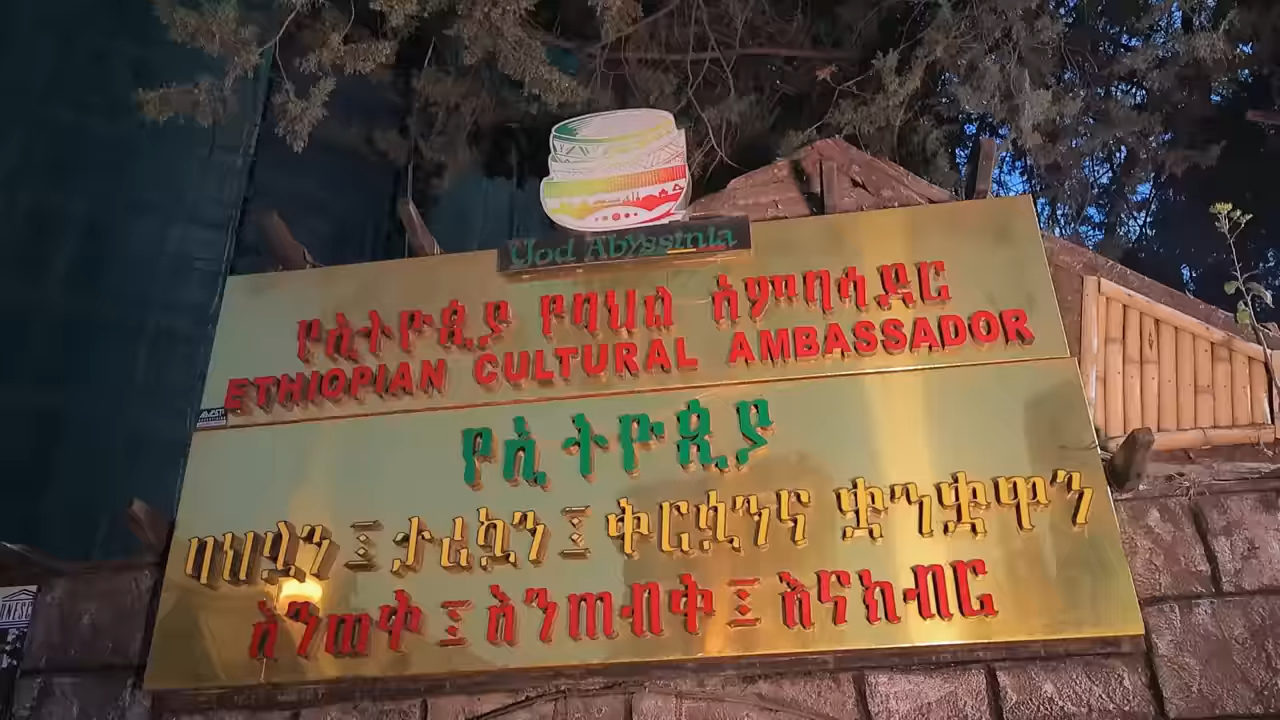 Yod Abyssinia
የኢትዮጲያ የባህል አምባሳደር
ETHIOPIAN CULTURAL AMBASSADOR
የኢትዮጲያ
ባህሏን ፤ ታሪኳን ፤ ቅርሷንና ቋንቋዋን
እንወቅ ፤ እንጠብቅ ፤ እናክብር